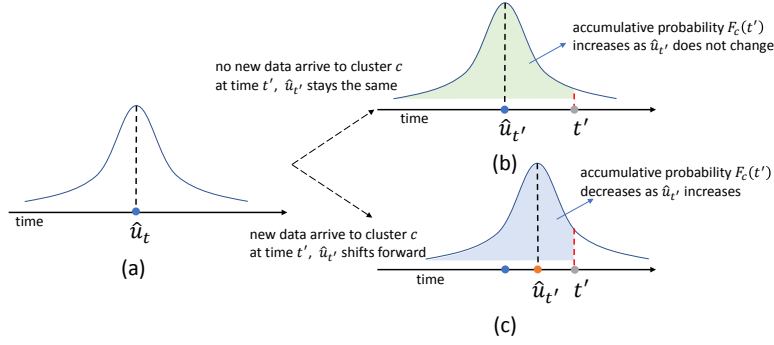 time
û_t
(a)
no new data arrive to cluster c
at time t′, û_t′ stays the same
new data arrive to cluster c
at time t′, û_t′ shifts forward
accumulative probability F_c(t′)
increases as û_t′ does not change
time
û_t′
t′
(b)
accumulative probability F_c(t′)
decreases as û_t′ increases
time
û_t′
t′
(c)